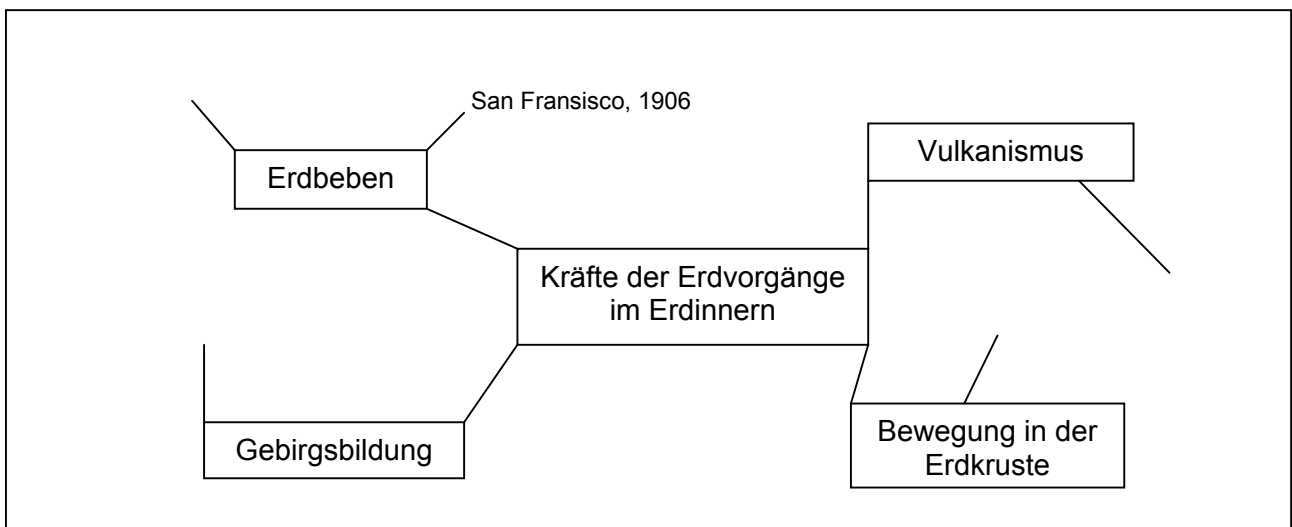 San Fransisco, 1906
Erdbeben
Vulkanismus
Kräfte der Erdvorgänge
im Erdinnern
Gebirgsbildung
Bewegung in der
Erdkruste